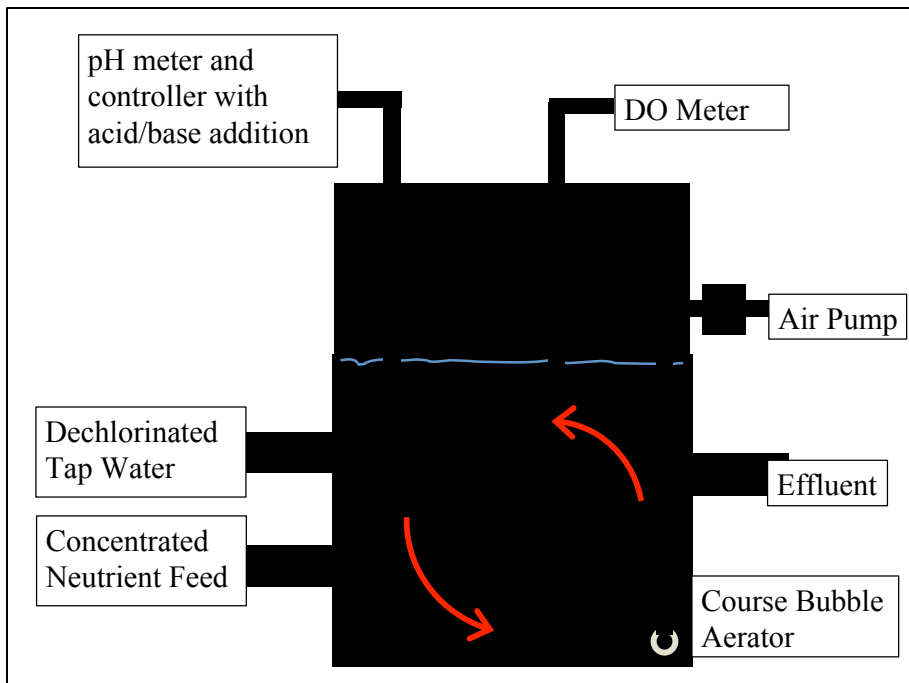 pH meter and
controller with
acid/base addition
DO Meter
Air Pump
Dechlorinated
Tap Water
Effluent
Concentrated
Neutrient Feed
Course Bubble
Aerator